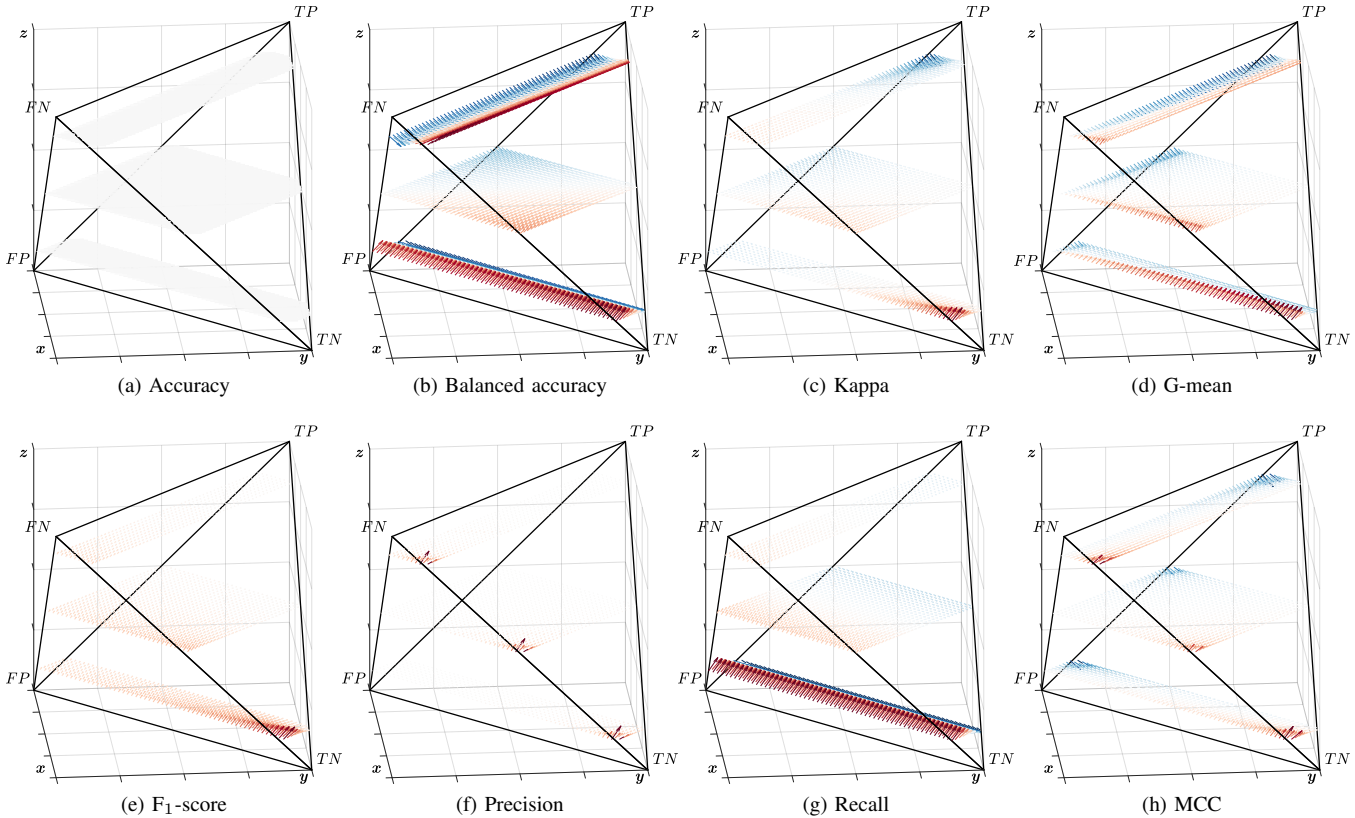 TP
z
FN
FP
TN
x
y
(a) Accuracy
TP
FN
FP
TN
x
y
(b) Balanced accuracy
TP
FN
FP
TN
x
y
(c) Kappa
TP
z
FN
FP
TN
x
y
(d) G-mean
TP
z
FN
FP
TN
x
y
(e) F₁-score
TP
z
FN
FP
TN
x
y
(f) Precision
TP
z
FN
FP
TN
x
y
(g) Recall
TP
z
FN
FP
TN
x
y
(h) MCC